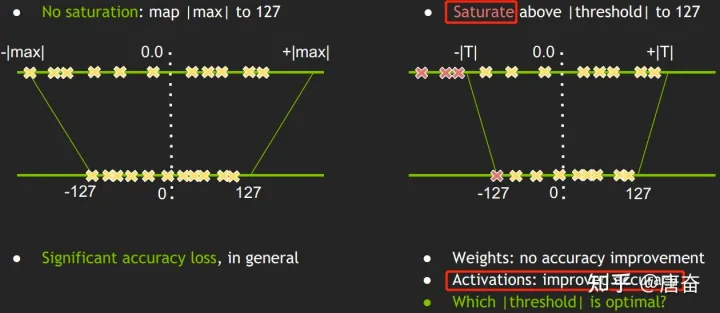 No saturation: map |max| to 127
-|max| 0.0 +|max|
-127 0 127
Significant accuracy loss, in general
Saturate above |threshold| to 127
-|T| 0.0 +|T|
-127 0 127
Weights: no accuracy improvement
Activations: improved
Which |threshold| is optimal?
知乎 @唐奋